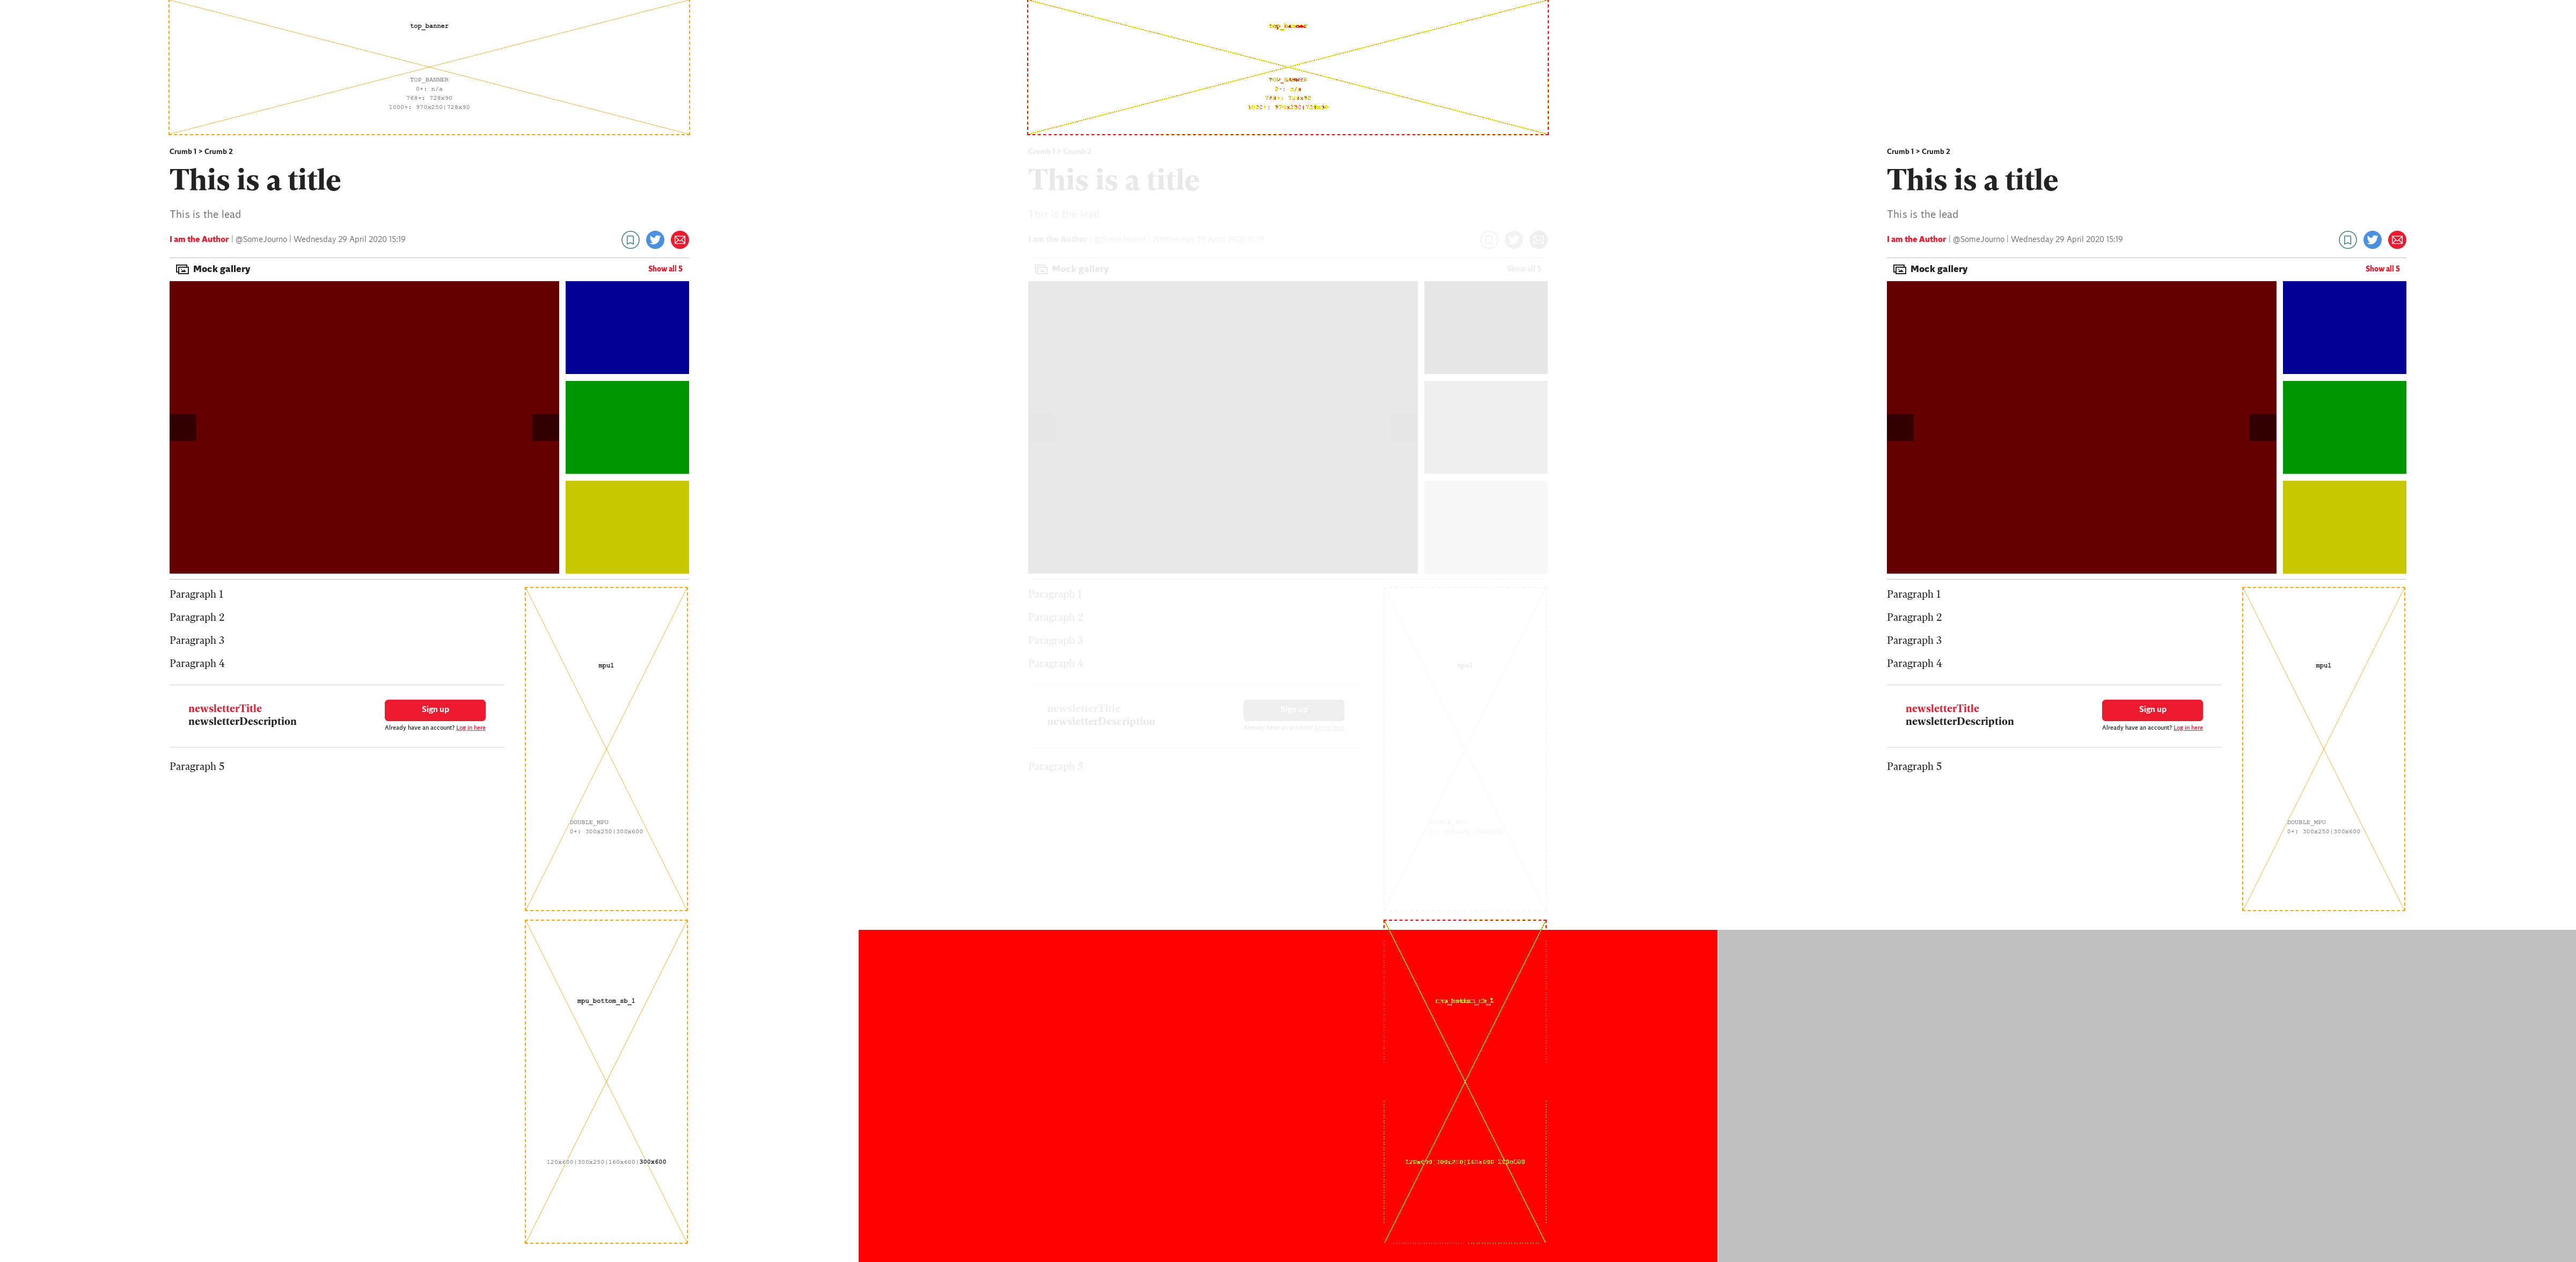 top_banner
TOP_BANNER
0+: n/a
768+: 728x90
1000+: 970x250|728x90
Crumb 1 > Crumb 2
This is a title
This is the lead
I am the Author | @SomeJourno | Wednesday 29 April 2020 15:19
Mock gallery
Show all 5
Paragraph 1
Paragraph 2
Paragraph 3
Paragraph 4
newsletterTitle
newsletterDescription
Sign up
Already have an account? Log in here
Paragraph 5
mpu1
DOUBLE_MPU
0+: 300x250|300x600
mpu_bottom_sb_1
120x600|300x250|160x600|300x600
top_banner
TOP_BANNER
0+: n/a
768+: 728x90
1000+: 970x250|728x90
Crumb 1 > Crumb 2
This is a title
This is the lead
I am the Author | @SomeJourno | Wednesday 29 April 2020 15:19
Mock gallery
Show all 5
Paragraph 1
Paragraph 2
Paragraph 3
Paragraph 4
newsletterTitle
newsletterDescription
Sign up
Already have an account? Log in here
Paragraph 5
mpu1
DOUBLE_MPU
0+: 300x250|300x600
Crumb 1 > Crumb 2
This is a title
This is the lead
I am the Author | @SomeJourno | Wednesday 29 April 2020 15:19
Mock gallery
Show all 5
Paragraph 1
Paragraph 2
Paragraph 3
Paragraph 4
newsletterTitle
newsletterDescription
Sign up
Already have an account? Log in here
Paragraph 5
mpu1
DOUBLE_MPU
0+: 300x250|300x600